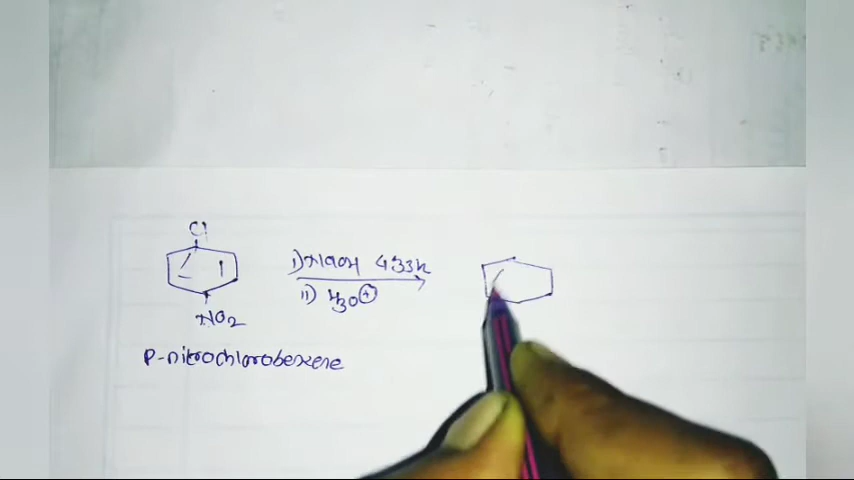 Cl
i) NaOH 433K
ii) H3O⊕
NO2
P-nitrochlorobenzene